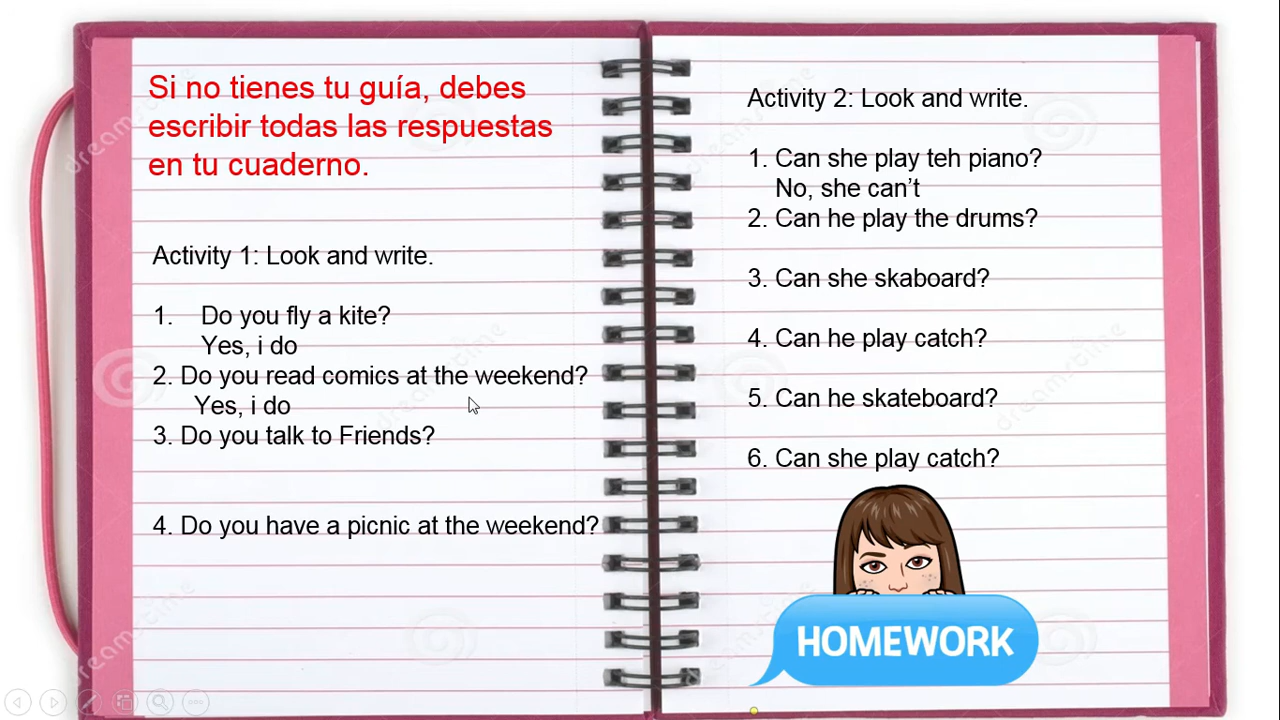 Si no tienes tu guía, debes
escribir todas las respuestas
en tu cuaderno.
Activity 1: Look and write.
1. Do you fly a kite?
Yes, i do
2. Do you read comics at the weekend?
Yes, i do
3. Do you talk to Friends?
4. Do you have a picnic at the weekend?
Activity 2: Look and write.
1. Can she play teh piano?
No, she can’t
2. Can he play the drums?
3. Can she skaboard?
4. Can he play catch?
5. Can he skateboard?
6. Can she play catch?
HOMEWORK
dreamstime
dreamstime
dreamstime
dreamstime